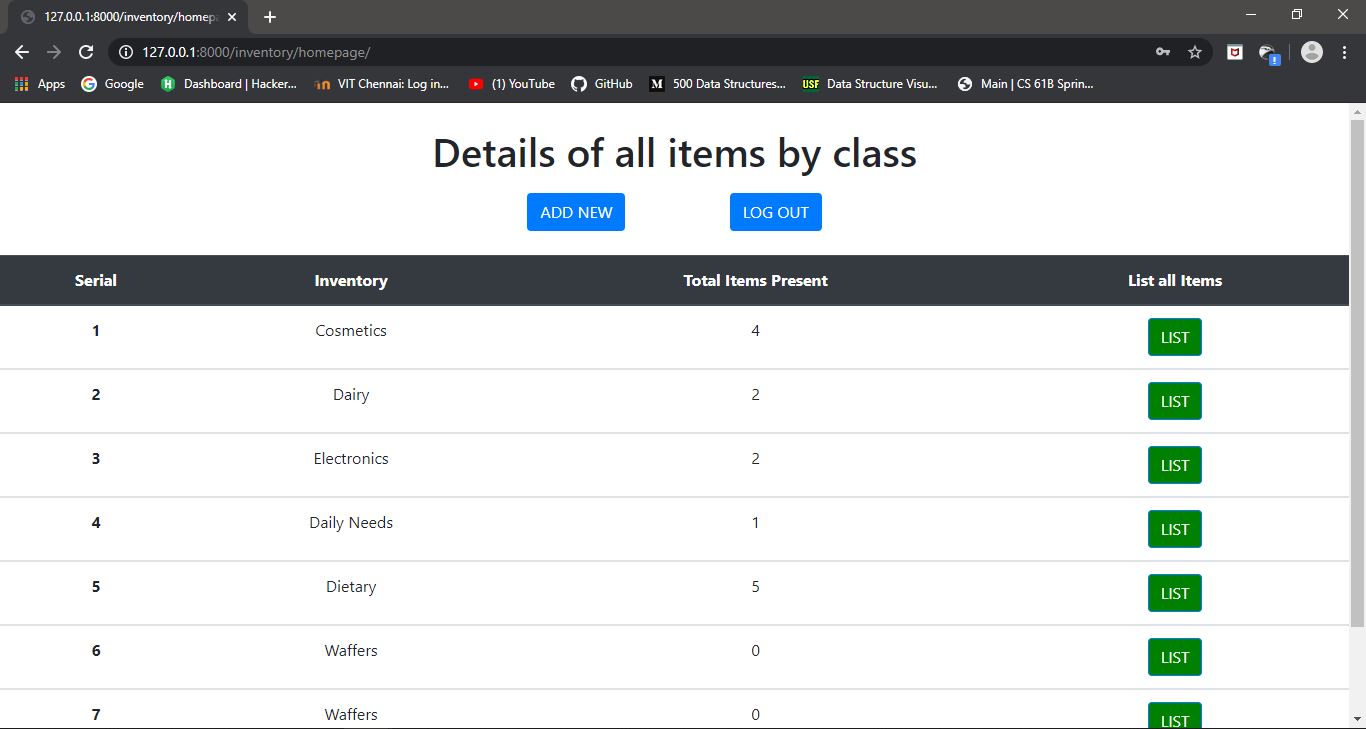 127.0.0.1:8000/inventory/homep
127.0.0.1:8000/inventory/homepage/
Apps Google Dashboard | Hacker... VIT Chennai: Log in... (1) YouTube GitHub 500 Data Structures... Data Structure Visu... Main | CS 61B Sprin...
Details of all items by class
ADD NEW LOG OUT
Serial Inventory Total Items Present List all Items
1 Cosmetics 4 LIST
2 Dairy 2 LIST
3 Electronics 2 LIST
4 Daily Needs 1 LIST
5 Dietary 5 LIST
6 Waffers 0 LIST
7 Waffers 0 LIST